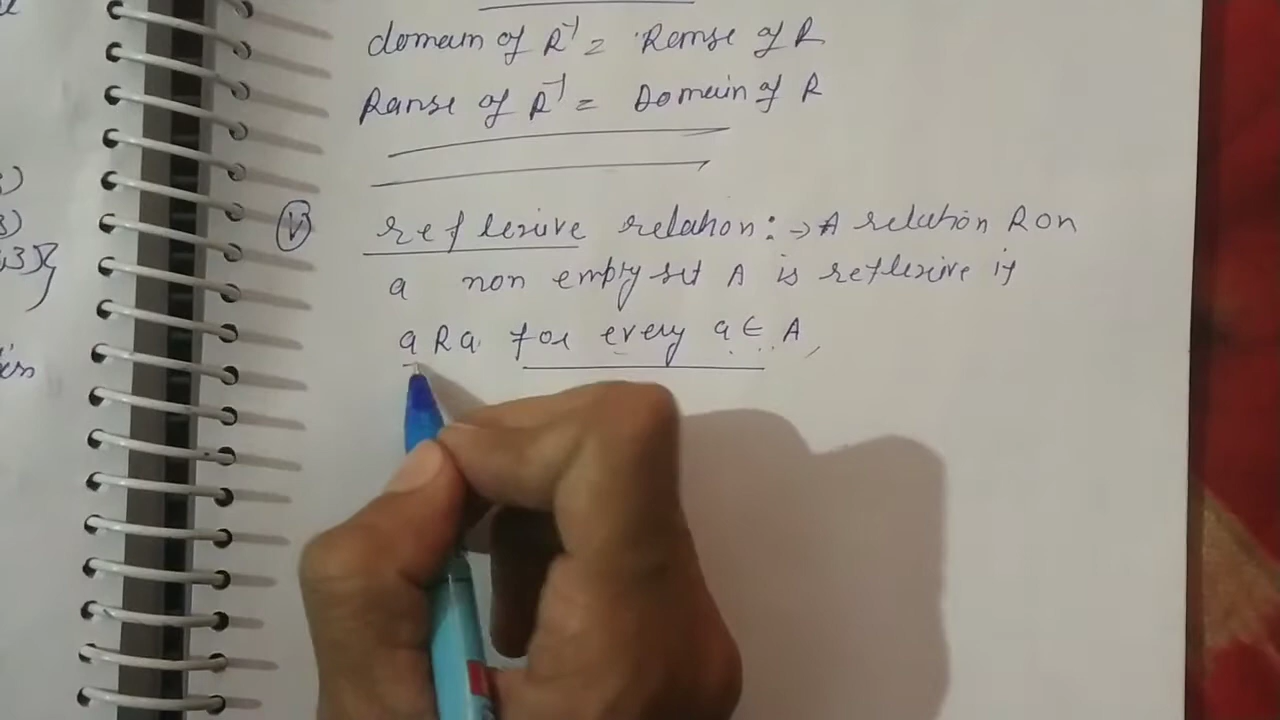 domain of R⁻¹ = Range of R
Range of R⁻¹ = Domain of R
(V) reflexive relation :→ A relation R on
a non empty set A is reflexive if
a R a for every a ∈ A,